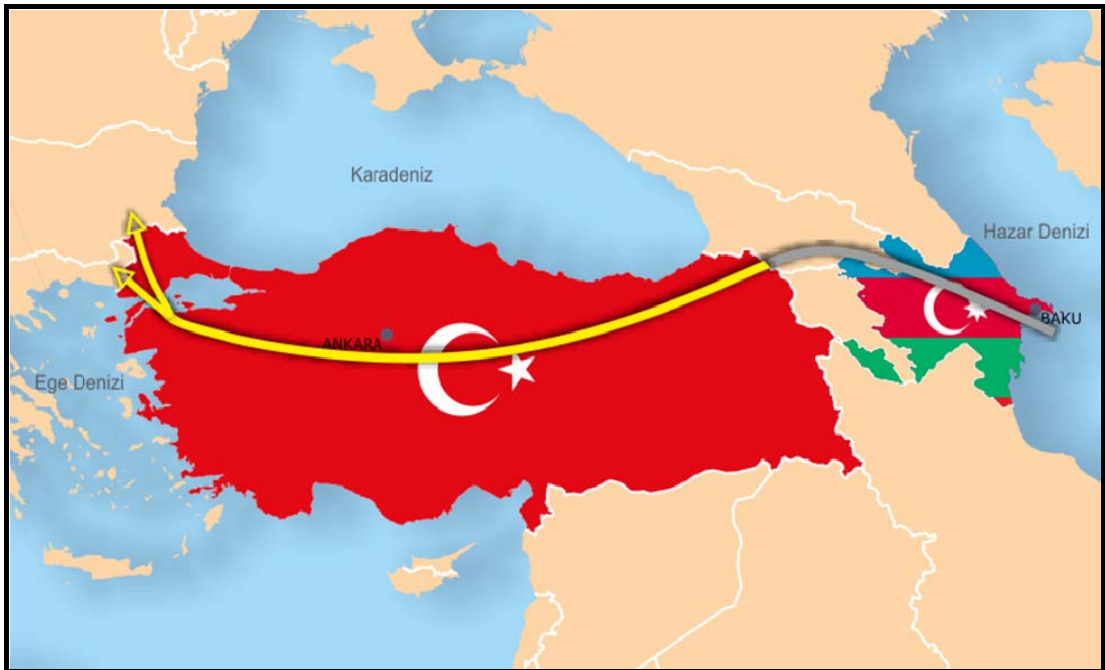 Karadeniz
Hazar Denizi
BAKU
ANKARA
Ege Denizi